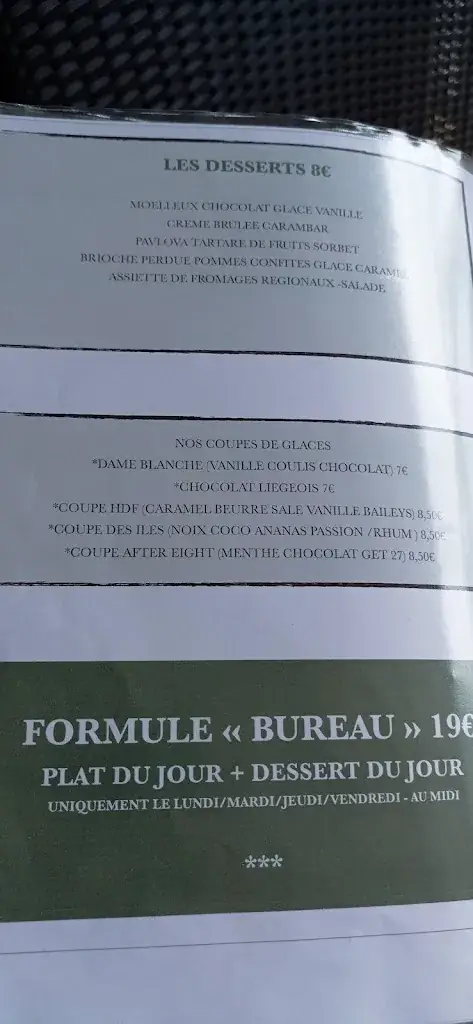 LES DESSERTS 8€
MOELLEUX CHOCOLAT GLACE VANILLE
CREME BRULEE CARAMBAR
PAVLOVA TARTARE DE FRUITS SORBET
BRIOCHE PERDUE POMMES CONFITES GLACE CARAMEL
ASSIETTE DE FROMAGES REGIONAUX -SALADE
NOS COUPES DE GLACES
*DAME BLANCHE (VANILLE COULIS CHOCOLAT) 7€
*CHOCOLAT LIEGEOIS 7€
*COUPE HDF (CARAMEL BEURRE SALE VANILLE BAILEYS) 8,50€
*COUPE DES ILES (NOIX COCO ANANAS PASSION /RHUM ) 8,50€
*COUPE AFTER EIGHT (MENTHE CHOCOLAT GET 27) 8,50€
FORMULE « BUREAU » 19€
PLAT DU JOUR + DESSERT DU JOUR
UNIQUEMENT LE LUNDI/MARDI/JEUDI/VENDREDI - AU MIDI
***